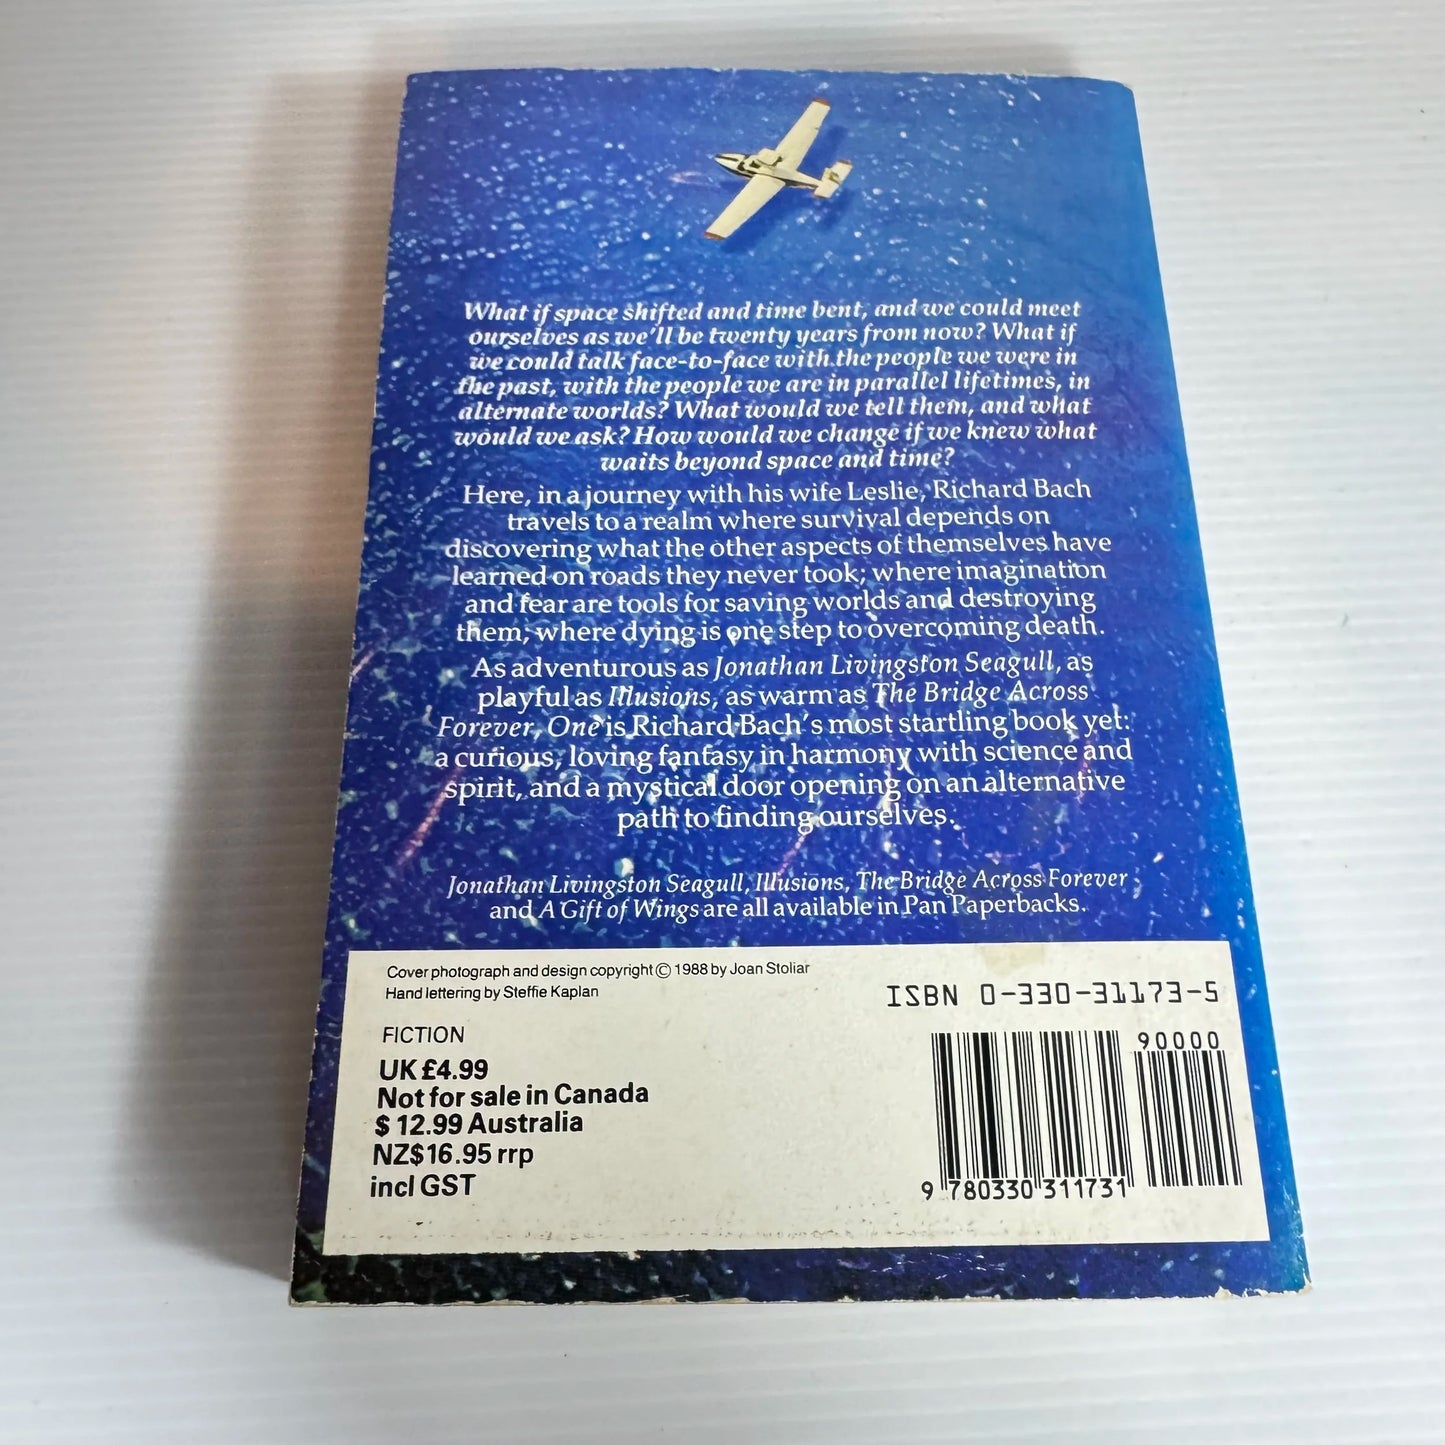 What if space shifted and time bent, and we could meet
ourselves as we'll be twenty years from now? What if
we could talk face-to-face with the people we were in
the past, with the people we are in parallel lifetimes, in
alternate worlds? What would we tell them, and what
would we ask? How would we change if we knew what
waits beyond space and time?
Here, in a journey with his wife Leslie, Richard Bach
travels to a realm where survival depends on
discovering what the other aspects of themselves have
learned on roads they never took; where imagination
and fear are tools for saving worlds and destroying
them; where dying is one step to overcoming death.
As adventurous as Jonathan Livingston Seagull, as
playful as Illusions, as warm as The Bridge Across
Forever, One is Richard Bach's most startling book yet:
a curious, loving fantasy in harmony with science and
spirit, and a mystical door opening on an alternative
path to finding ourselves.
Jonathan Livingston Seagull, Illusions, The Bridge Across Forever
and A Gift of Wings are all available in Pan Paperbacks.
Cover photograph and design copyright © 1988 by Joan Stoliar
Hand lettering by Steffie Kaplan
ISBN 0-330-31173-5
FICTION
UK £4.99
Not for sale in Canada
$ 12.99 Australia
NZ$16.95 rrp
incl GST
90000
9 780330 311731